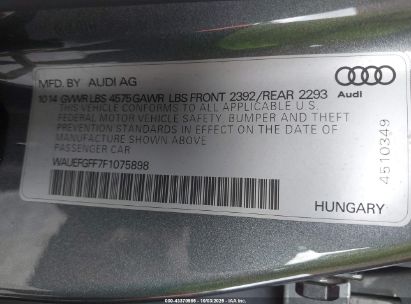 MFD. BY AUDI AG
10 14 GVWR LBS 4575 GAWR LBS FRONT 2392/REAR 2293
THIS VEHICLE CONFORMS TO ALL APPLICABLE U.S.
FEDERAL MOTOR VEHICLE SAFETY, BUMPER AND THEFT
PREVENTION STANDARDS IN EFFECT ON THE DATE OF
MANUFACTURE SHOWN ABOVE
PASSENGER CAR
WAUEFGFF7F1075898
Audi
4510349
HUNGARY